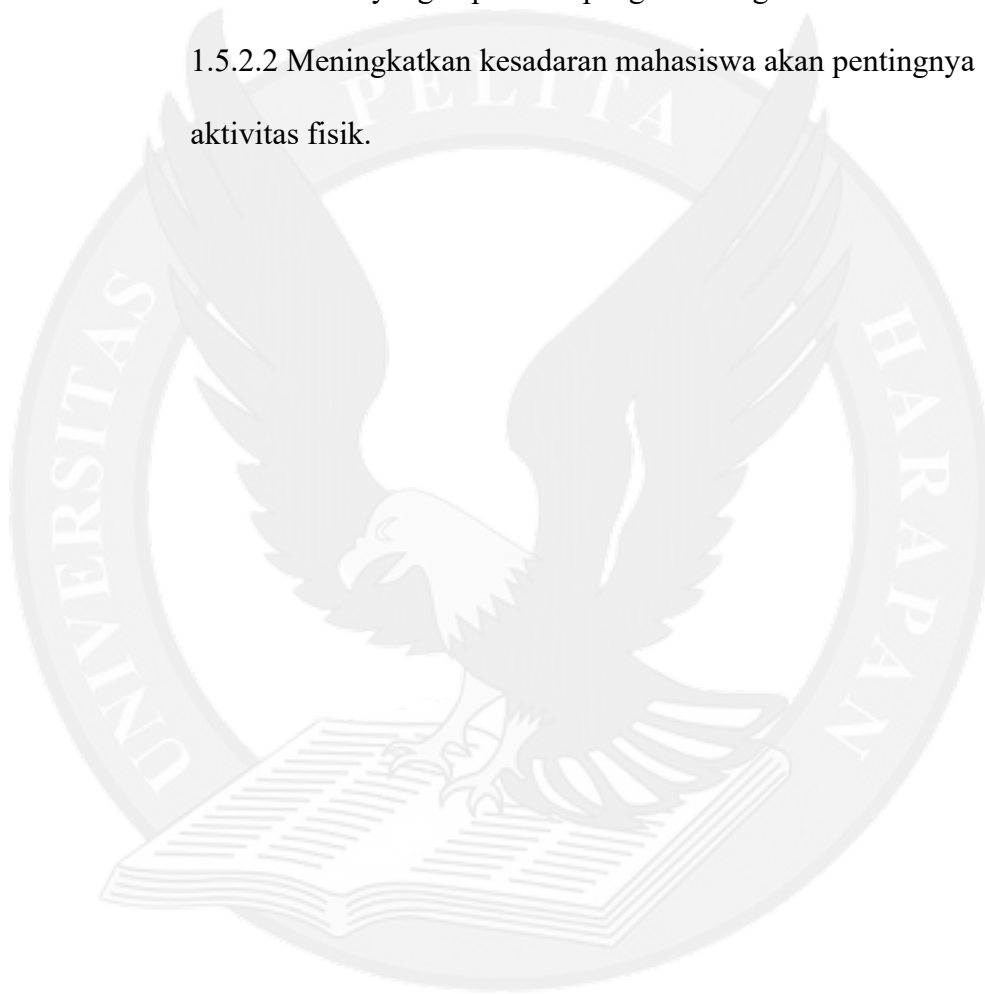 1.5.2.2 Meningkatkan kesadaran mahasiswa akan pentingnya
aktivitas fisik.
UNIVERSITAS PELITA HARAPAN